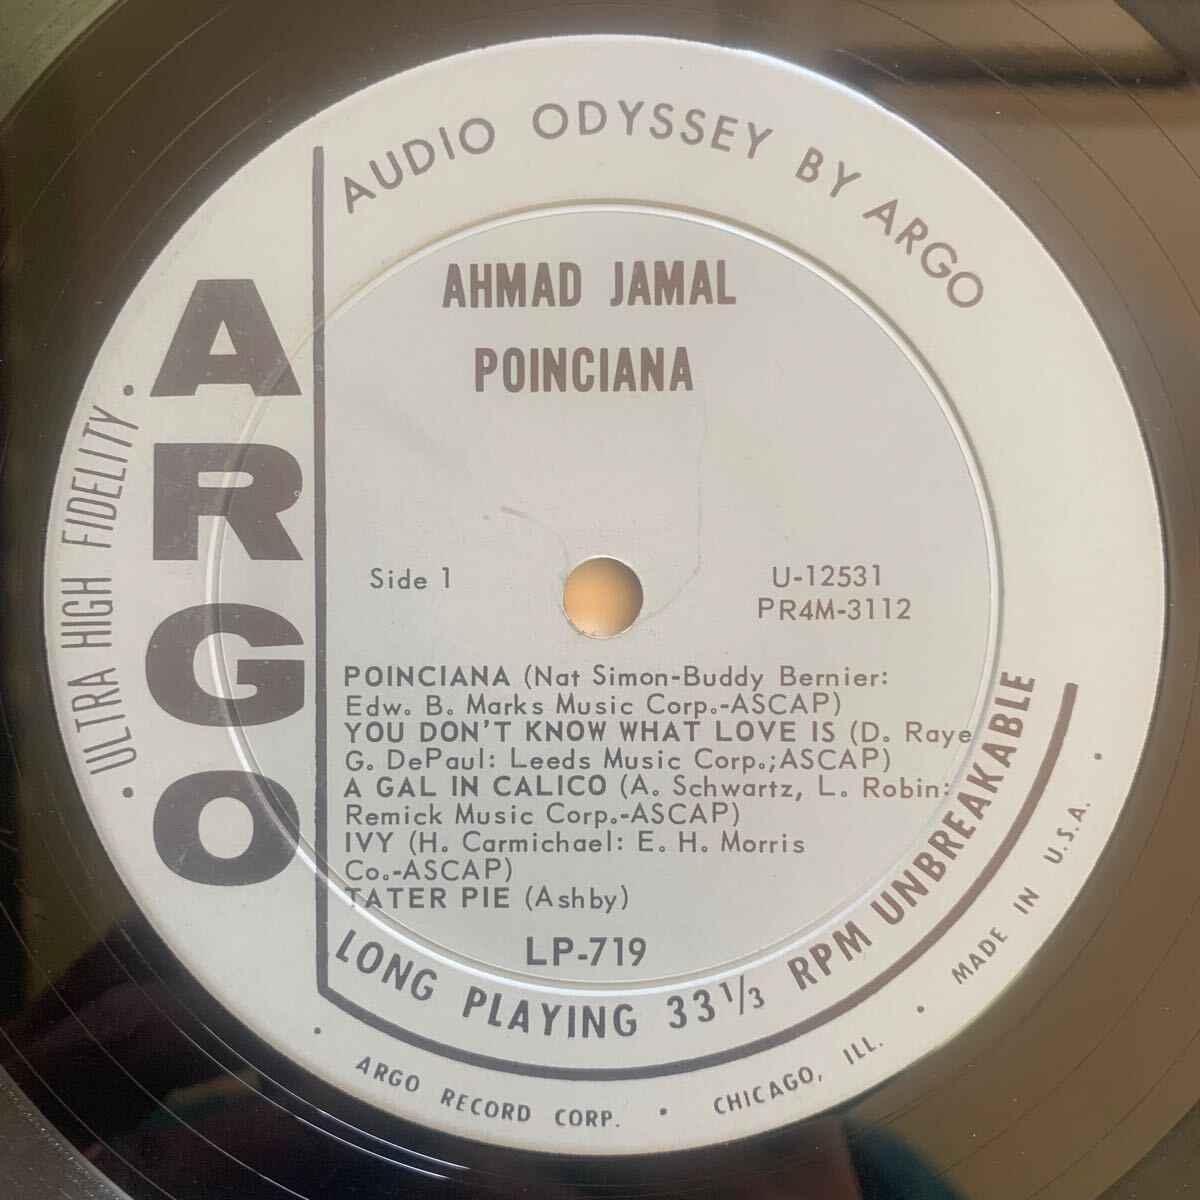 AUDIO ODYSSEY BY ARGO
ARGO
ULTRA HIGH FIDELITY
AHMAD JAMAL
POINCIANA
Side 1
U-12531
PR4M-3112
POINCIANA (Nat Simon-Buddy Bernier:
Edw. B. Marks Music Corp.-ASCAP)
YOU DON'T KNOW WHAT LOVE IS (D. Raye
G. DePaul: Leeds Music Corp.;ASCAP)
A GAL IN CALICO (A. Schwartz, L. Robin:
Remick Music Corp.-ASCAP)
IVY (H. Carmichael: E. H. Morris
Co.-ASCAP)
TATER PIE (Ashby)
LP-719
LONG PLAYING 33 1/3 RPM UNBREAKABLE
ARGO RECORD CORP. • CHICAGO, ILL. • MADE IN U.S.A.